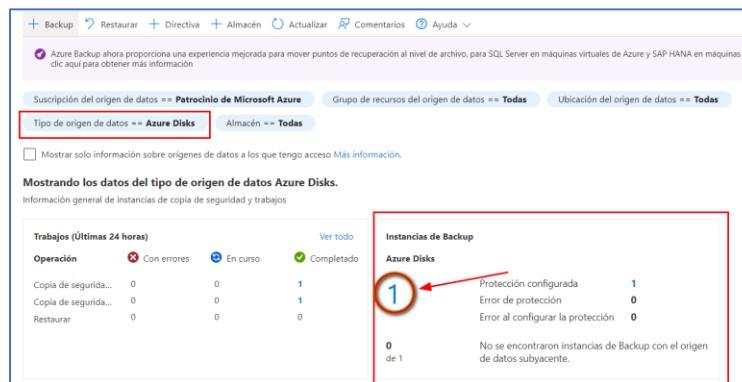 + Backup Restaurar + Directiva + Almacén Actualizar Comentarios Ayuda
Azure Backup ahora proporciona una experiencia mejorada para mover puntos de recuperación al nivel de archivo, para SQL Server en máquinas virtuales de Azure y SAP HANA en máquinas
clic aquí para obtener más información
Suscripción del origen de datos == Patrocinio de Microsoft Azure Grupo de recursos del origen de datos == Todas Ubicación del origen de datos == Todas
Tipo de origen de datos == Azure Disks Almacén == Todas
Mostrar solo información sobre orígenes de datos a los que tengo acceso Más información.
Mostrando los datos del tipo de origen de datos Azure Disks.
Información general de instancias de copia de seguridad y trabajos
Trabajos (Últimas 24 horas) Ver todo
Operación Con errores En curso Completado
Copia de segurida... 0 0 1
Copia de segurida... 0 0 1
Restaurar 0 0 0
Instancias de Backup
Azure Disks
1
Protección configurada 1
Error de protección 0
Error al configurar la protección 0
0
de 1
No se encontraron instancias de Backup con el origen
de datos subyacente.